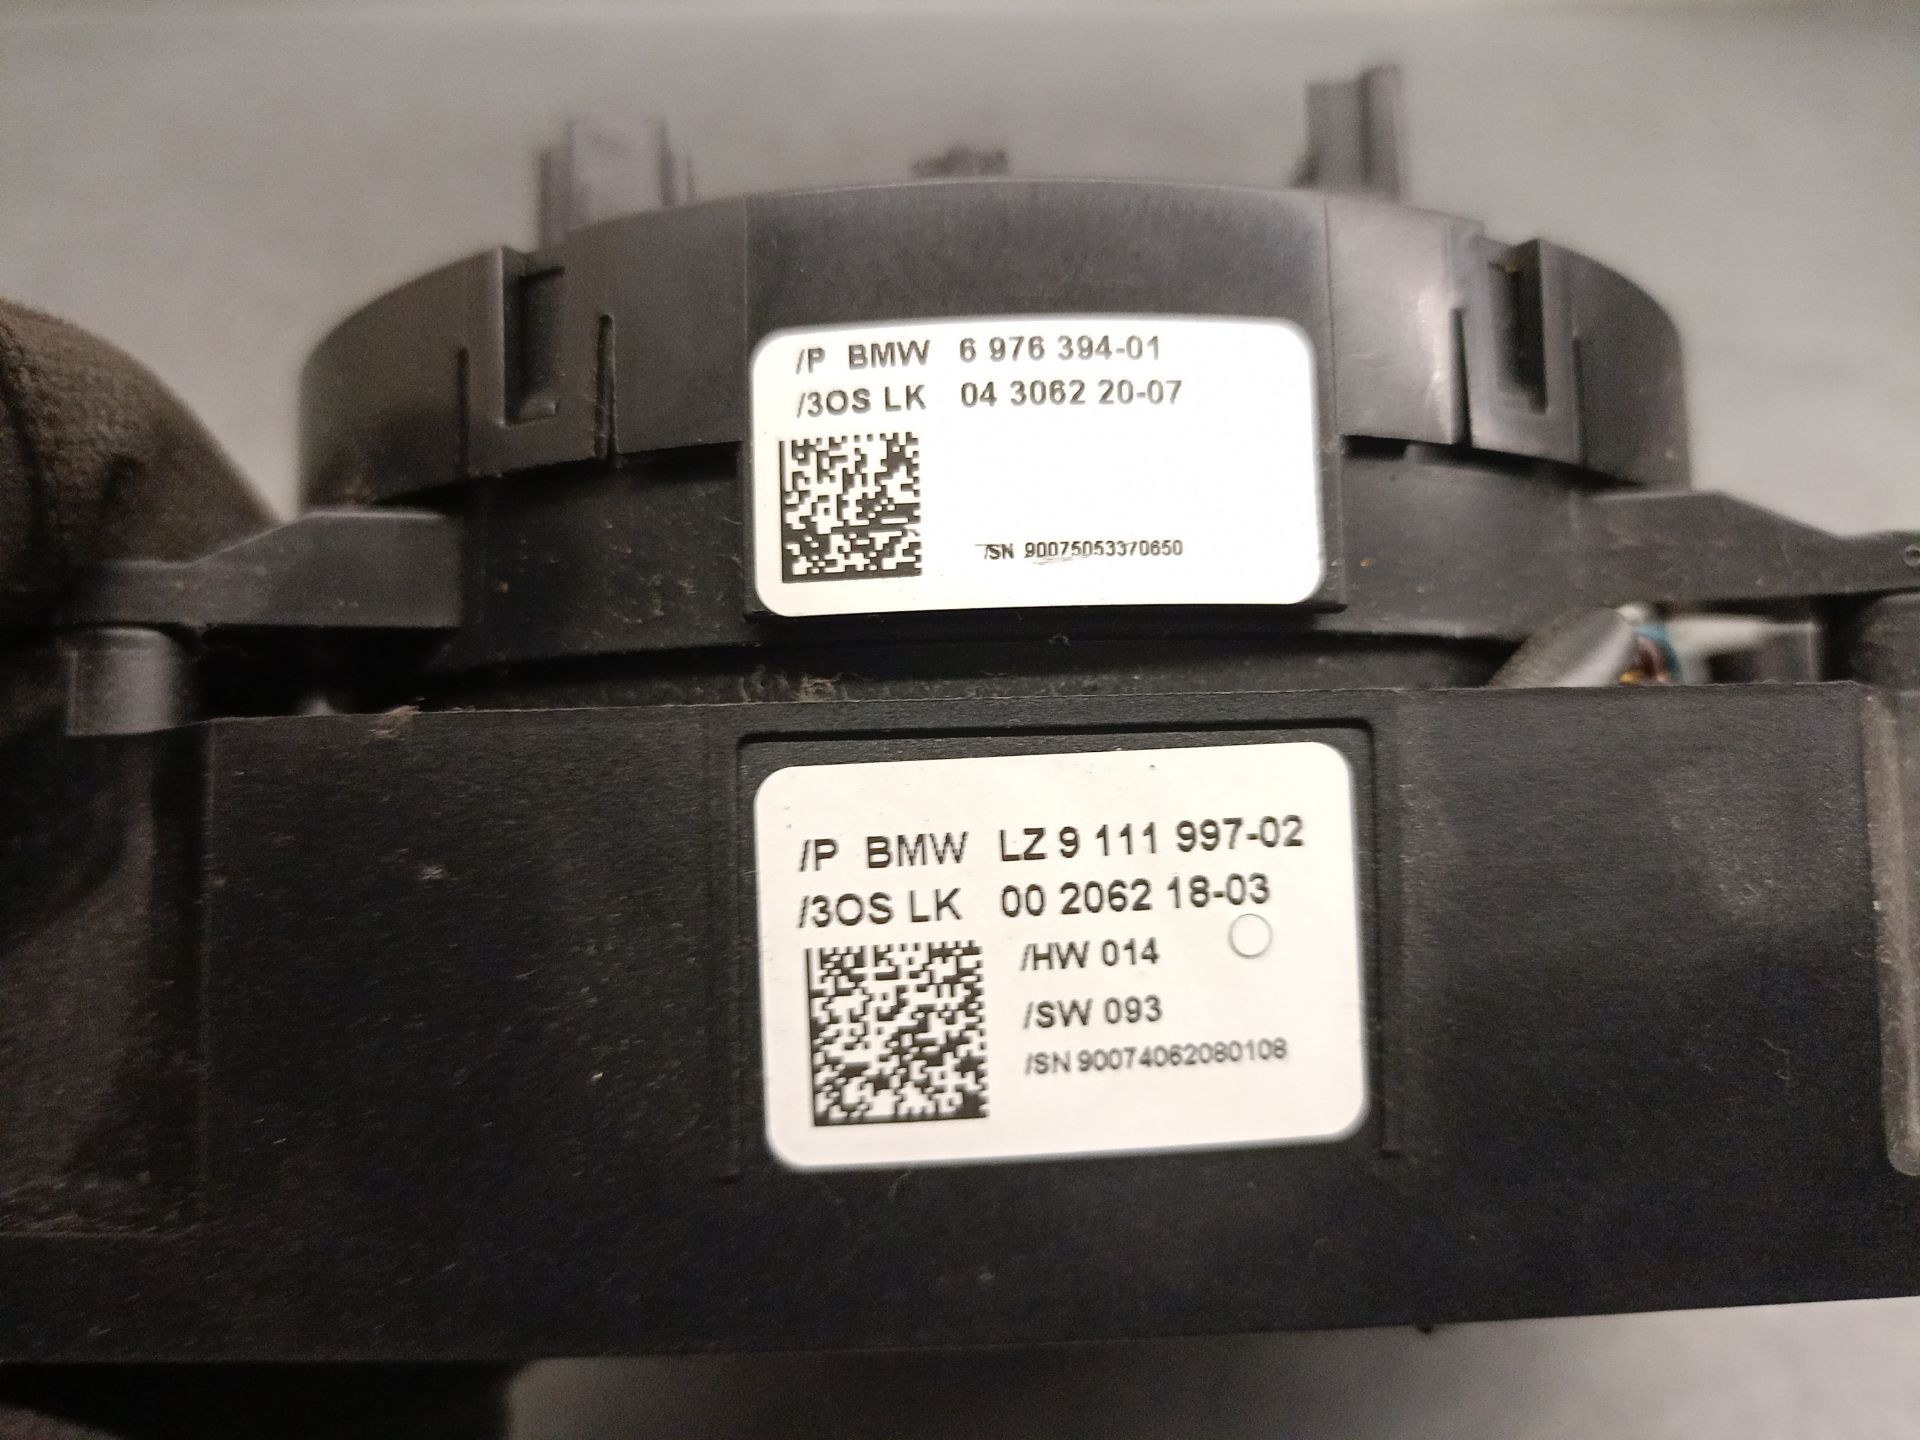 /P BMW 6 976 394-01
/3OS LK 04 3062 20-07
/SN 90075053370650
/P BMW LZ 9 111 997-02
/3OS LK 00 2062 18-03
/HW 014
/SW 093
/SN 90074062080108